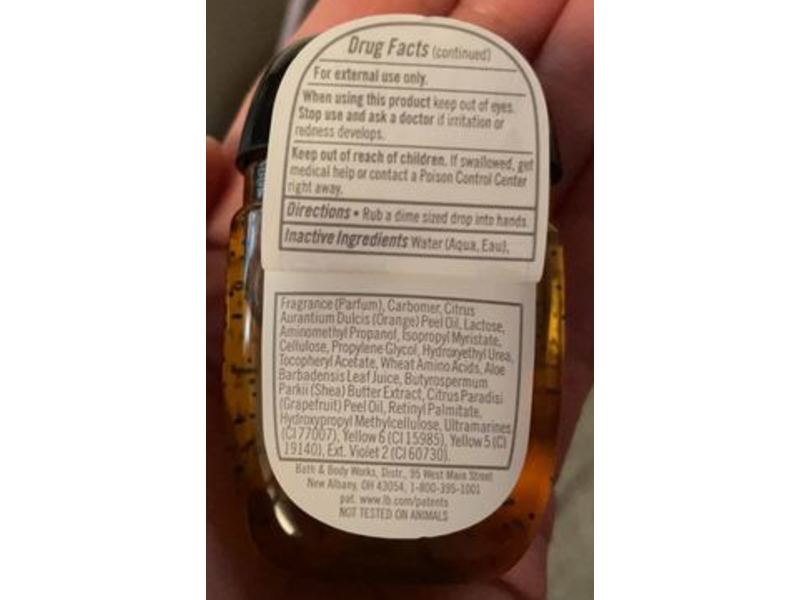 Drug Facts (continued)
For external use only.
When using this product keep out of eyes.
Stop use and ask a doctor if irritation or
redness develops.
Keep out of reach of children. If swallowed, get
medical help or contact a Poison Control Center
right away.
Directions • Rub a dime sized drop into hands.
Inactive Ingredients Water (Aqua, Eau),
Fragrance (Parfum), Carbomer, Citrus
Aurantium Dulcis (Orange) Peel Oil, Lactose,
Aminomethyl Propanol, Isopropyl Myristate,
Cellulose, Propylene Glycol, Hydroxyethyl Urea,
Tocopheryl Acetate, Wheat Amino Acids, Aloe
Barbadensis Leaf Juice, Butyrospermum
Parkii (Shea) Butter Extract, Citrus Paradisi
(Grapefruit) Peel Oil, Retinyl Palmitate,
Hydroxypropyl Methylcellulose, Ultramarines
(CI 77007), Yellow 6 (CI 15985), Yellow 5 (CI
19140), Ext. Violet 2 (CI 60730).
Bath & Body Works, Distr., 95 West Main Street
New Albany, OH 43054, 1-800-395-1001
pat. www.lb.com/patents
NOT TESTED ON ANIMALS